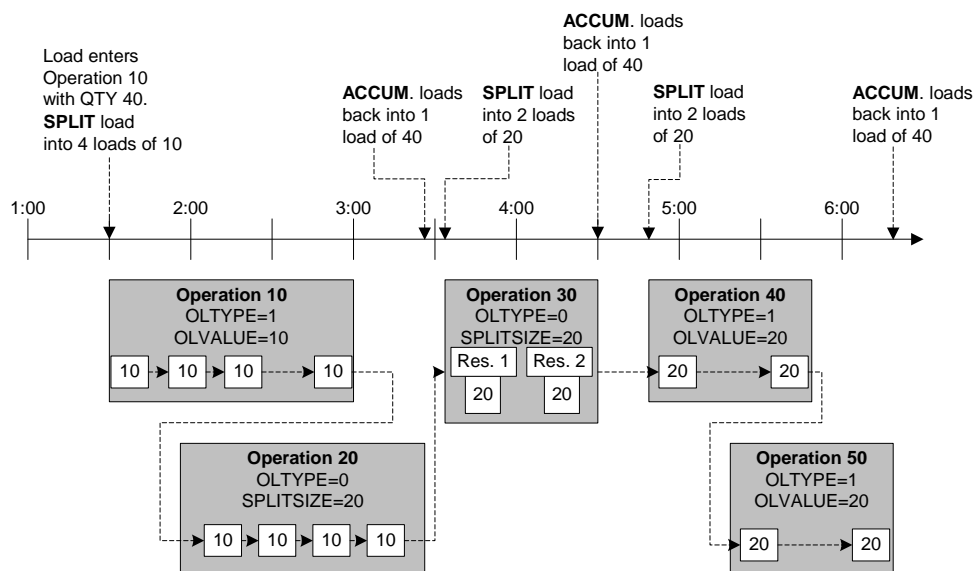 Load enters
Operation 10
with QTY 40.
SPLIT load
into 4 loads of 10
ACCUM. loads
back into 1
load of 40
SPLIT load
into 2 loads
of 20
ACCUM. loads
back into 1
load of 40
SPLIT load
into 2 loads
of 20
ACCUM. loads
back into 1
load of 40
1:00 2:00 3:00 4:00 5:00 6:00
Operation 10
OLTYPE=1
OLVALUE=10
10 10 10 10
Operation 20
OLTYPE=0
SPLITSIZE=20
10 10 10 10
Operation 30
OLTYPE=0
SPLITSIZE=20
Res. 1 Res. 2
20 20
Operation 40
OLTYPE=1
OLVALUE=20
20 20
Operation 50
OLTYPE=1
OLVALUE=20
20 20